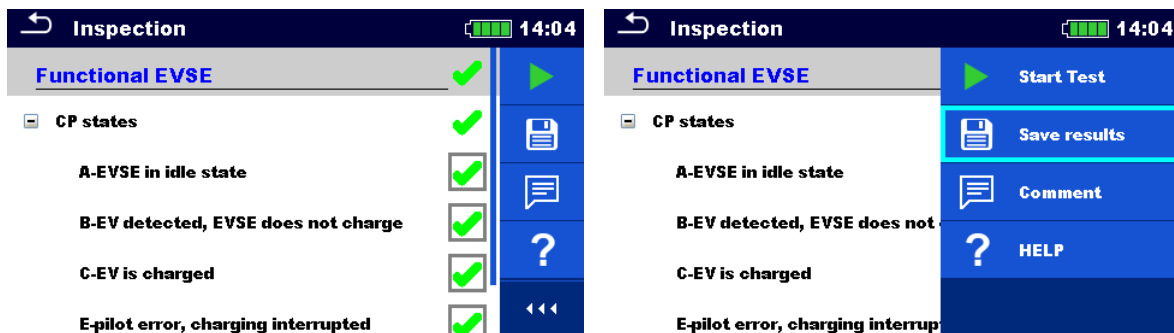 Inspection 14:04
Functional EVSE
CP states
A-EVSE in idle state
B-EV detected, EVSE does not charge
C-EV is charged
?
E-pilot error, charging interrupted
Inspection 14:04
Functional EVSE
Start Test
CP states
Save results
A-EVSE in idle state
Comment
B-EV detected, EVSE does not
? HELP
C-EV is charged
E-pilot error, charging interrup